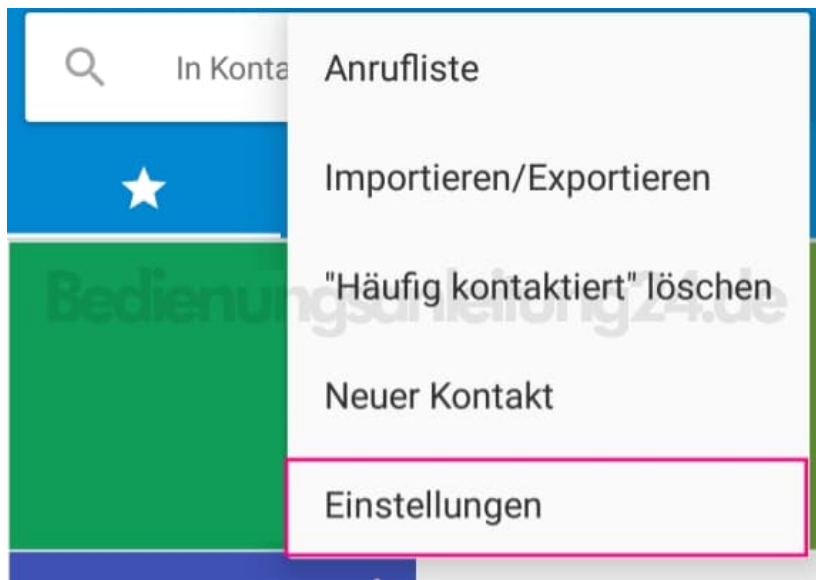 In Konta
Anrufliste
Importieren/Exportieren
"Häufig kontaktiert" löschen
Bedienungsanleitung24.de
Neuer Kontakt
Einstellungen